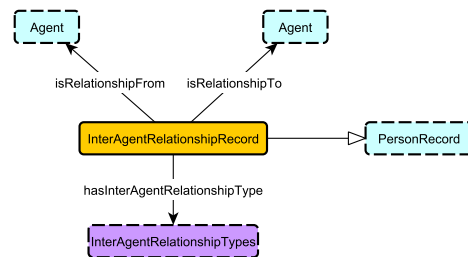 Agent
Agent
isRelationshipFrom
isRelationshipTo
InterAgentRelationshipRecord
PersonRecord
hasInterAgentRelationshipType
InterAgentRelationshipTypes